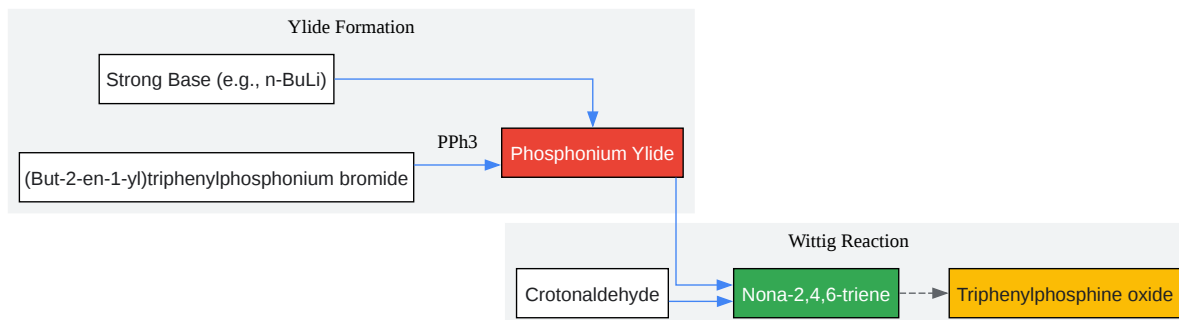 Ylide Formation
Strong Base (e.g., n-BuLi)
PPh3
Phosphonium Ylide
(But-2-en-1-yl)triphenylphosphonium bromide
Wittig Reaction
Crotonaldehyde
Nona-2,4,6-triene
Triphenylphosphine oxide